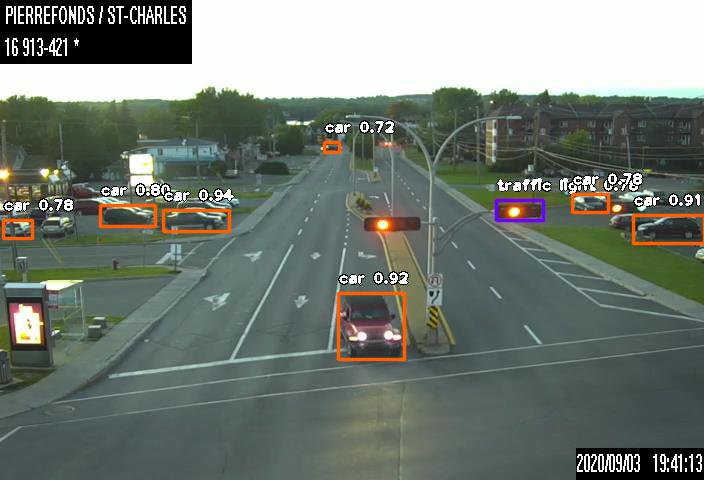 PIERREFONDS / ST-CHARLES
16 913-421 *
car 0.72
car 0.78
car 0.80
car 0.94
traffic light 0.78
car 0.78
car 0.91
car 0.92
2020/09/03 19:41:13